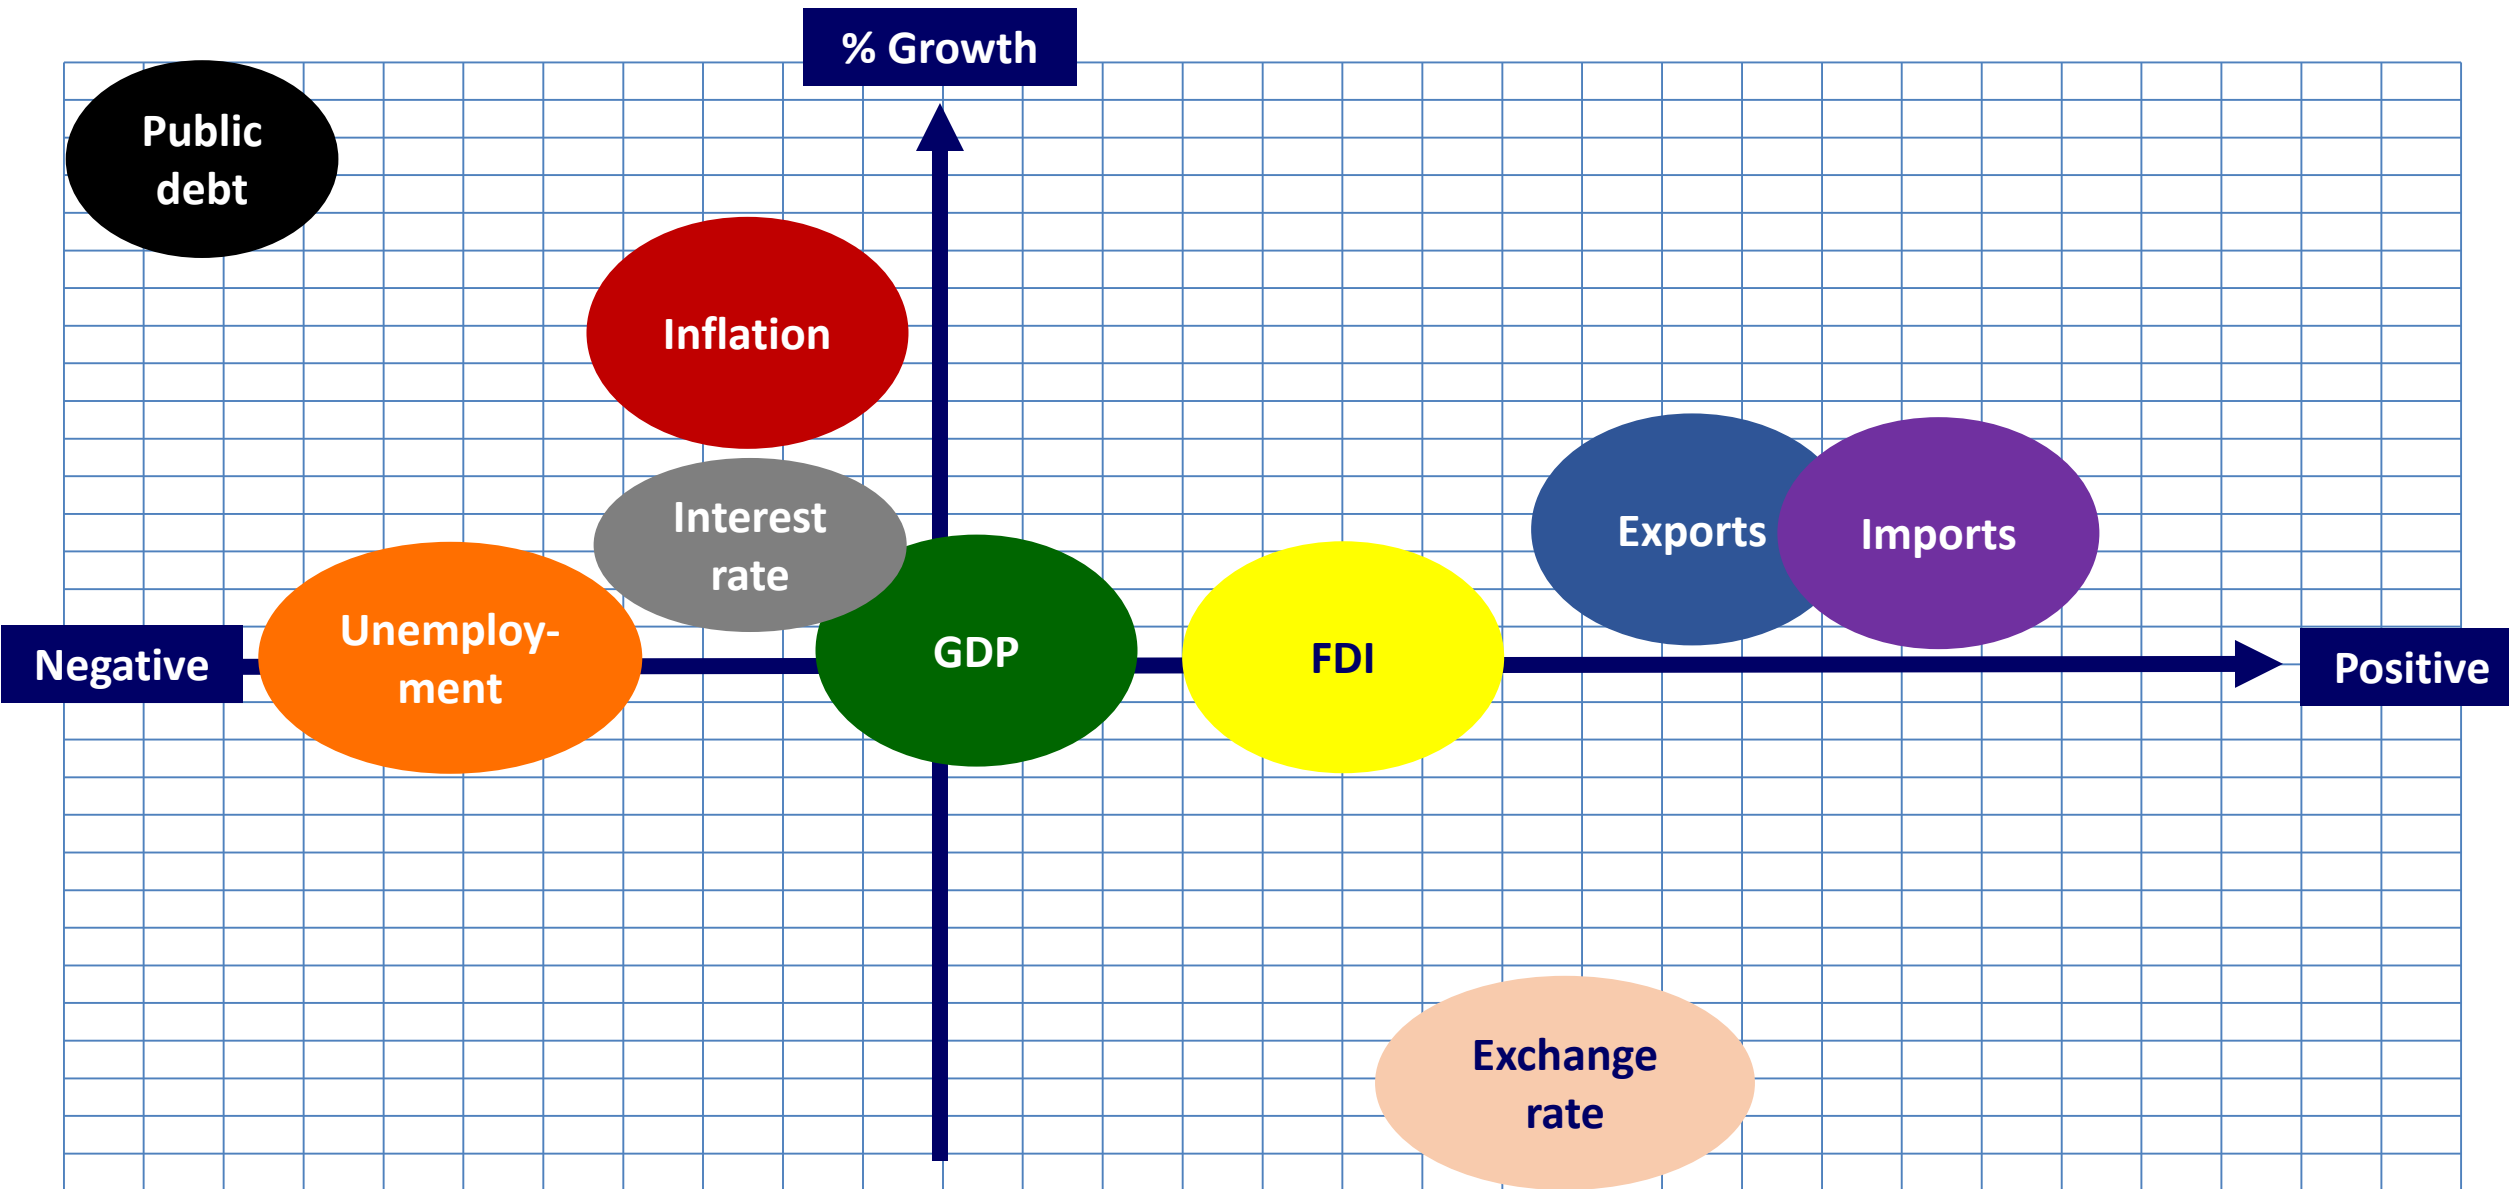 % Growth
Public
debt
Inflation
Interest
rate
Exports
Imports
Unemploy-
ment
GDP
FDI
Negative
Positive
Exchange
rate